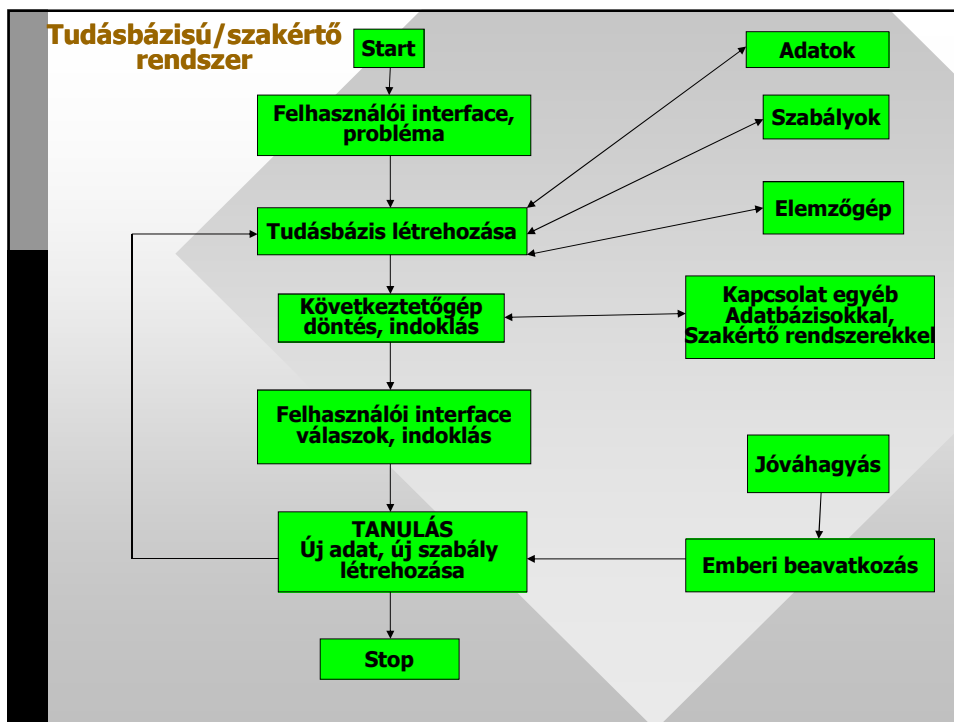 Tudásbázisú/szakértő
rendszer
Start
Felhasználói interface,
probléma
Tudásbázis létrehozása
Következtetőgép
döntés, indoklás
Felhasználói interface
válaszok, indoklás
TANULÁS
Új adat, új szabály
létrehozása
Stop
Adatok
Szabályok
Elemzőgép
Kapcsolat egyéb
Adatbázisokkal,
Szakértő rendszerekkel
Jóváhagyás
Emberi beavatkozás